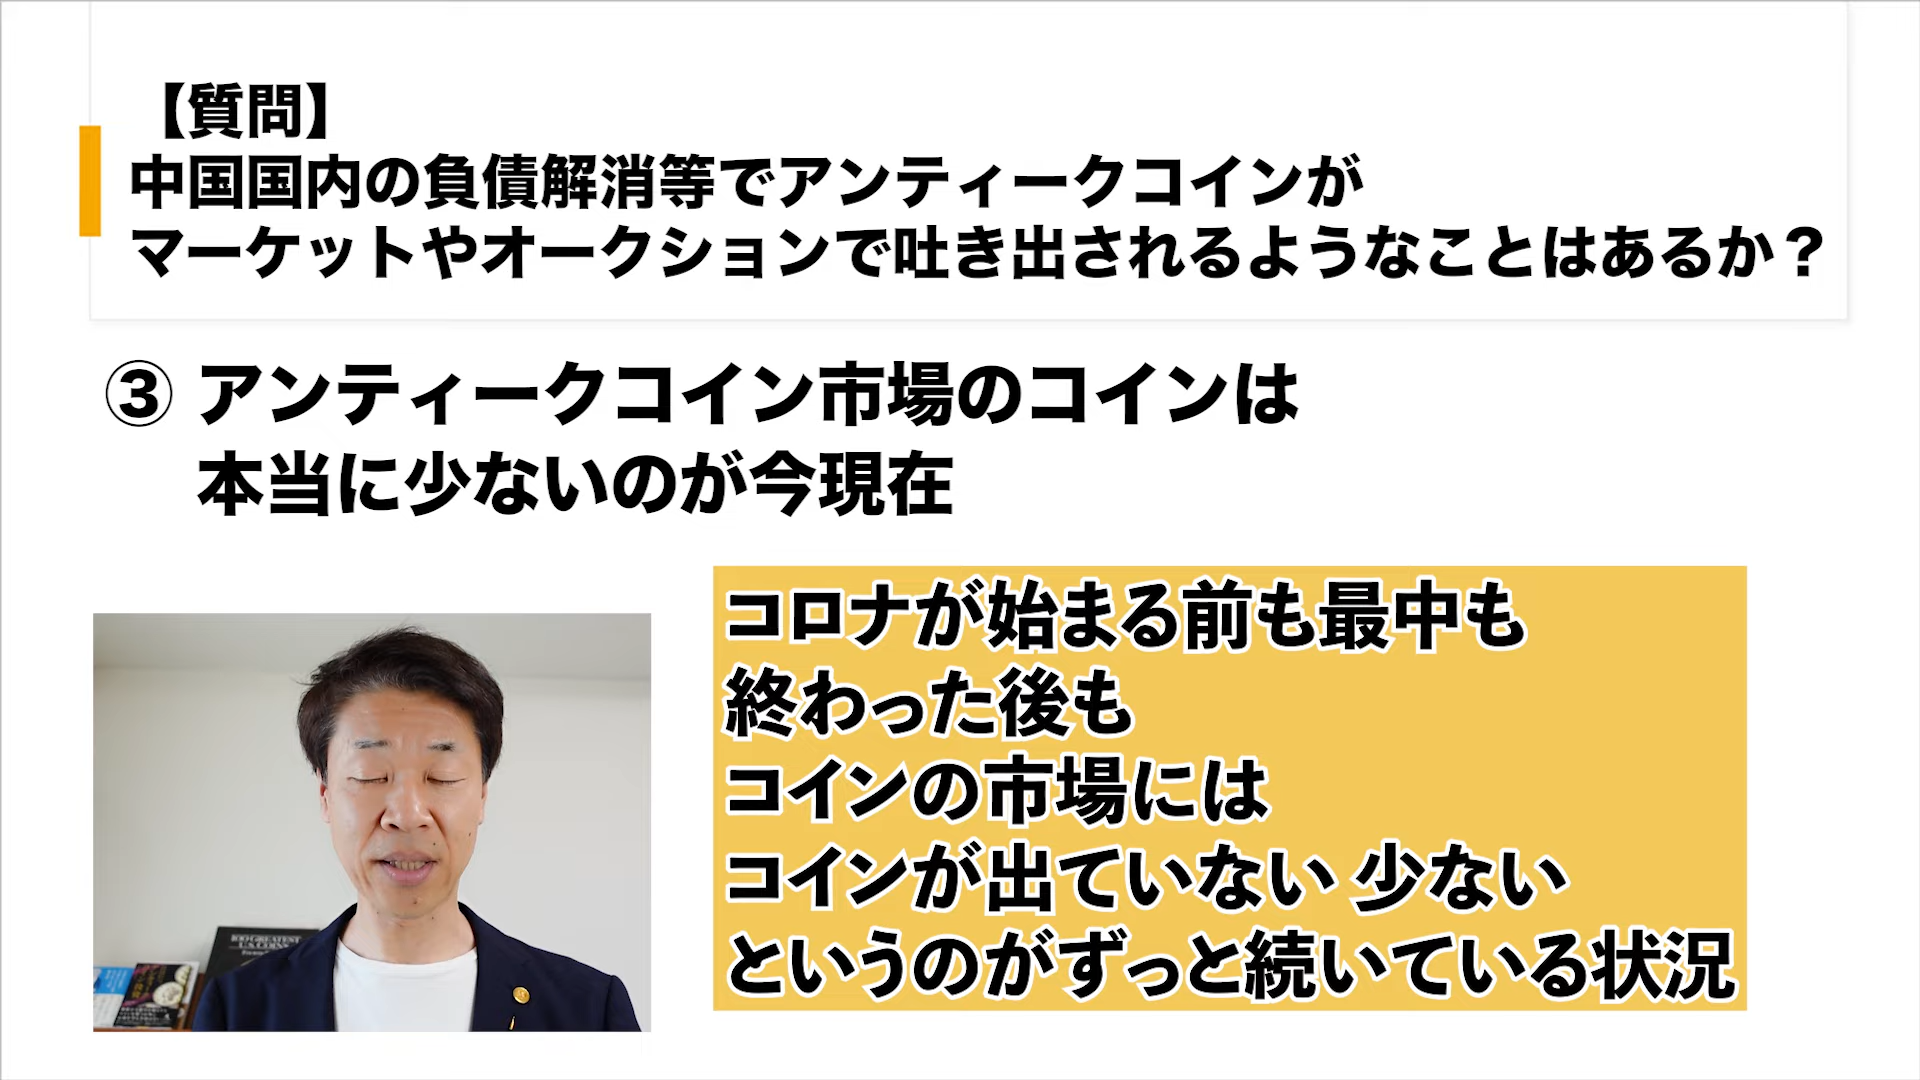 【質問】
中国国内の負債解消等でアンティークコインが
マーケットやオークションで吐き出されるようなことはあるか？
③ アンティークコイン市場のコインは
本当に少ないのが今現在
コロナが始まる前も最中も
終わった後も
コインの市場には
コインが出ていない 少ない
というのがずっと続いている状況
100 GREATEST
U.S. COINS